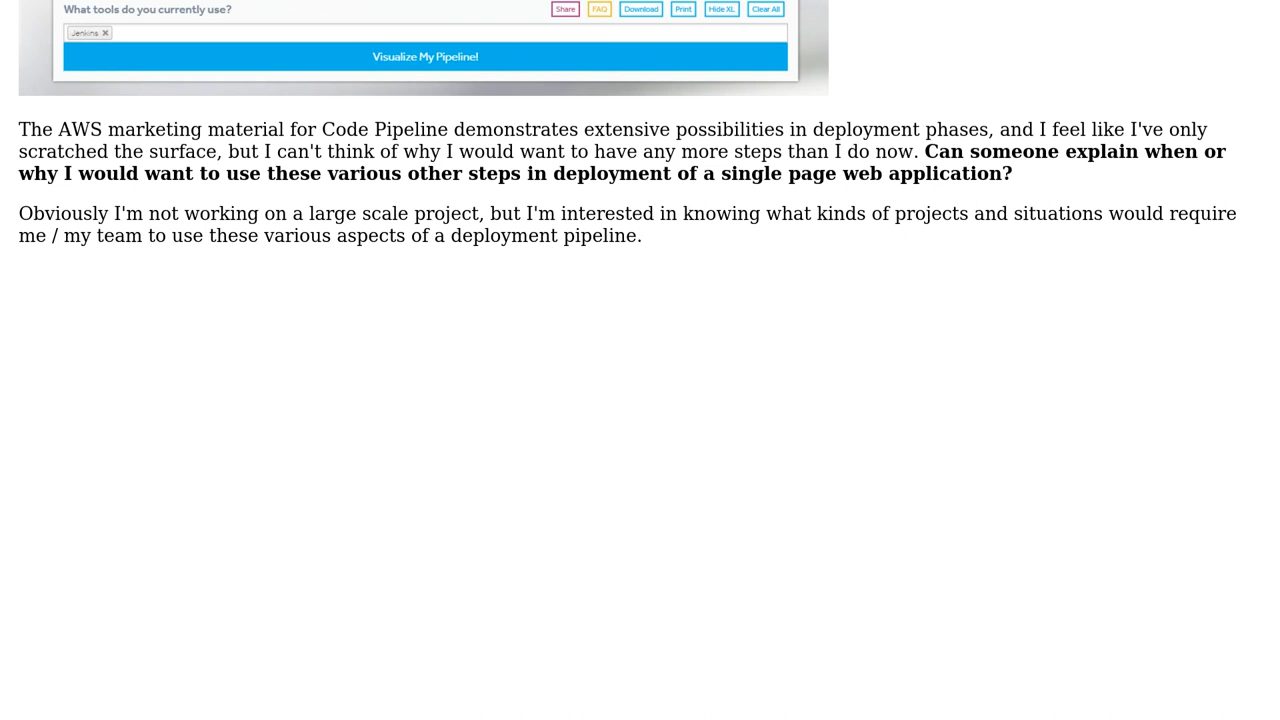 What tools do you currently use?
Share FAQ Download Print Hide XL Clear All
Jenkins ✕
Visualize My Pipeline!
The AWS marketing material for Code Pipeline demonstrates extensive possibilities in deployment phases, and I feel like I've only
scratched the surface, but I can't think of why I would want to have any more steps than I do now. Can someone explain when or
why I would want to use these various other steps in deployment of a single page web application?
Obviously I'm not working on a large scale project, but I'm interested in knowing what kinds of projects and situations would require
me / my team to use these various aspects of a deployment pipeline.